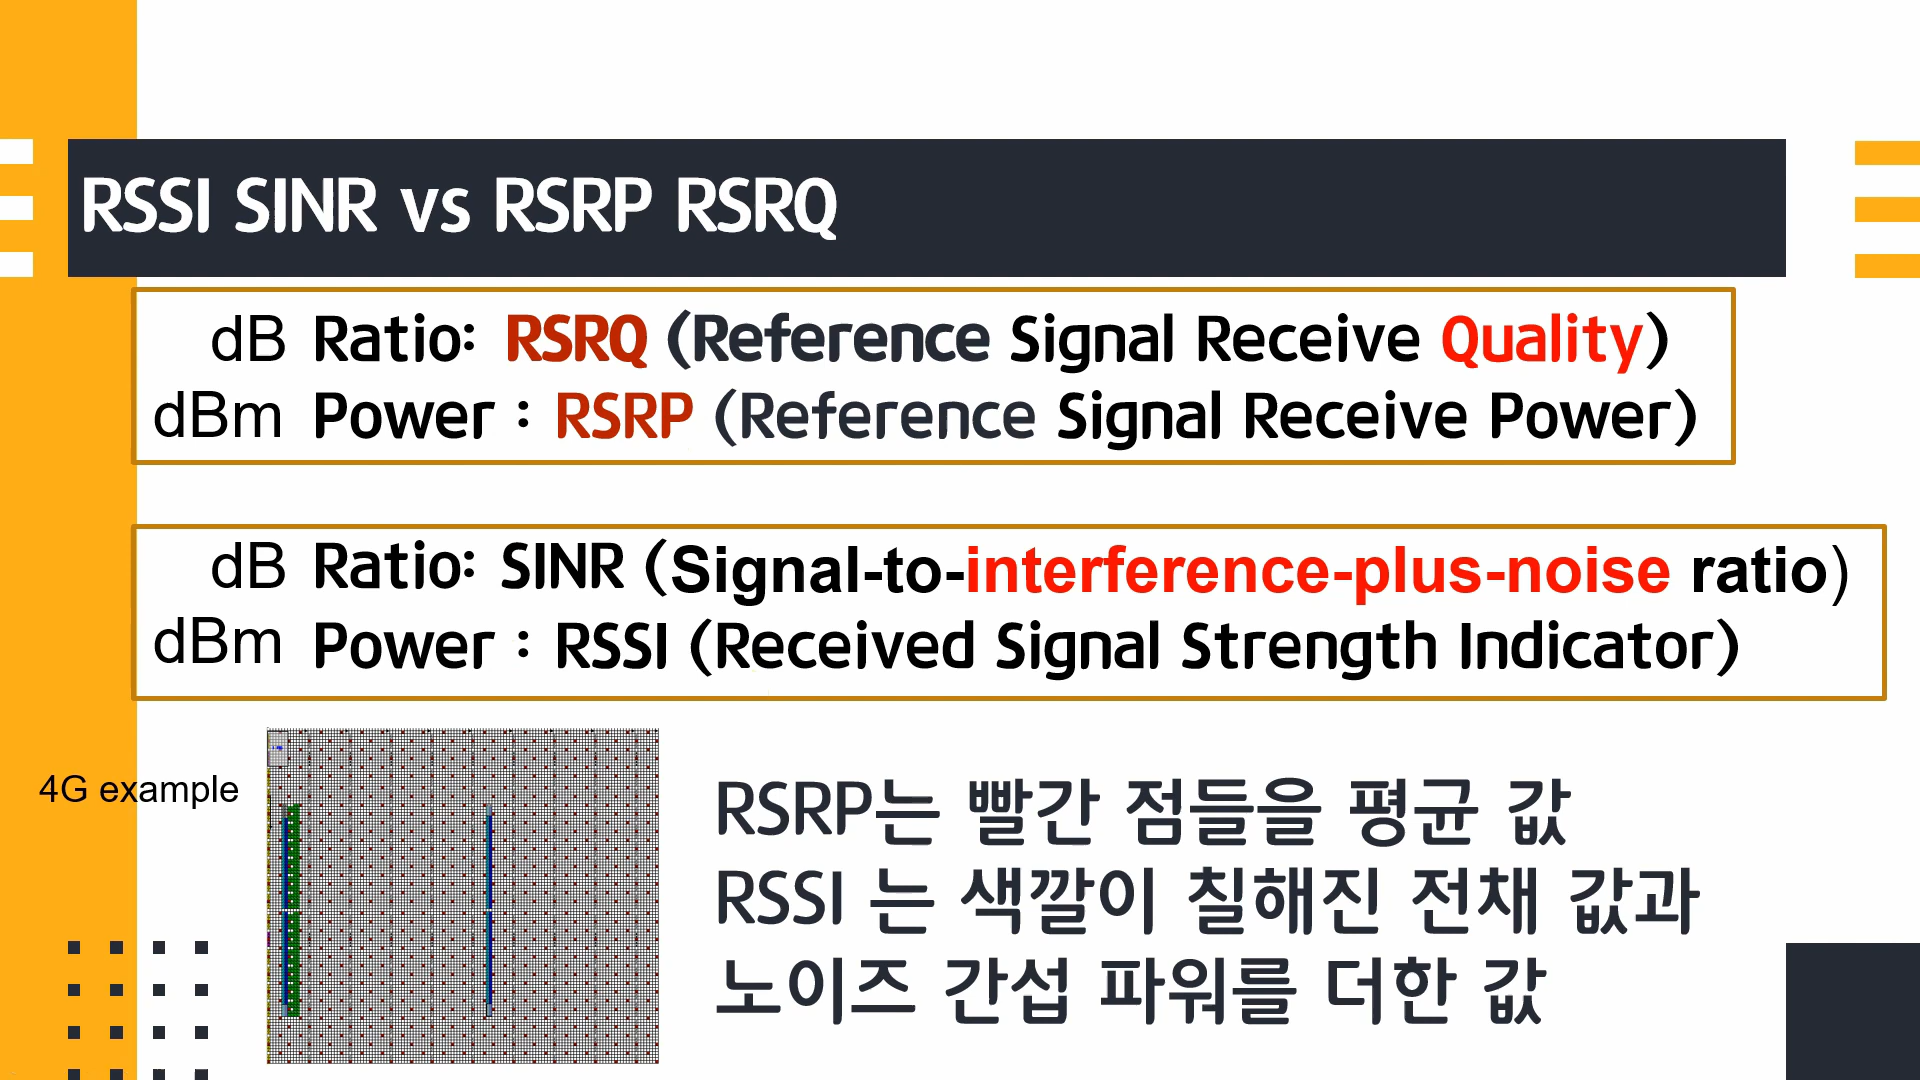 RSSI SINR vs RSRP RSRQ
dB Ratio: RSRQ (Reference Signal Receive Quality)
dBm Power : RSRP (Reference Signal Receive Power)
dB Ratio: SINR (Signal-to-interference-plus-noise ratio)
dBm Power : RSSI (Received Signal Strength Indicator)
4G example
RSRP는 빨간 점들을 평균 값
RSSI 는 색깔이 칠해진 전채 값과
노이즈 간섭 파워를 더한 값